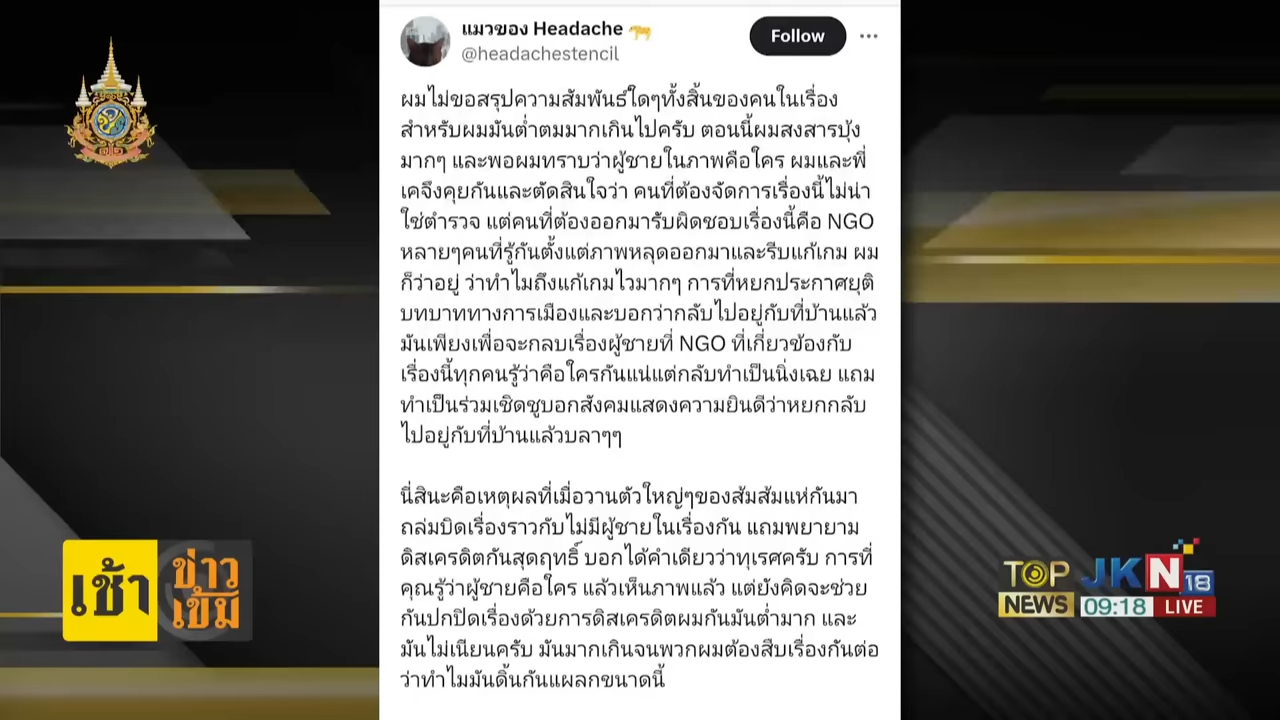 แมวของ Headache 🐅
@headachestencil
Follow
ผมไม่ขอสรุปความสัมพันธ์ใดๆทั้งสิ้นของคนในเรื่อง
สำหรับผมมันต่ำตมมากเกินไปครับ ตอนนี้ผมสงสารบุ้ง
มากๆ และพอผมทราบว่าผู้ชายในภาพคือใคร ผมและพี่
เคจึงคุยกันและตัดสินใจว่า คนที่ต้องจัดการเรื่องนี้ไม่น่า
ใช่ตำรวจ แต่คนที่ต้องออกมารับผิดชอบเรื่องนี้คือ NGO
หลายๆคนที่รู้กันตั้งแต่ภาพหลุดออกมาและรีบแก้เกม ผม
ก็ว่าอยู่ ว่าทำไมถึงแก้เกมไวมากๆ การที่หยกประกาศยุติ
บทบาททางการเมืองและบอกว่ากลับไปอยู่กับที่บ้านแล้ว
มันเพียงเพื่อจะกลบเรื่องผู้ชายที่ NGO ที่เกี่ยวข้องกับ
เรื่องนี้ทุกคนรู้ว่าคือใครกันแน่แต่กลับทำเป็นนิ่งเฉย แถม
ทำเป็นร่วมเชิดชูบอกสังคมแสดงความยินดีว่าหยกกลับ
ไปอยู่กับที่บ้านแล้วบลาๆๆ
นี่สินะคือเหตุผลที่เมื่อวานตัวใหญ่ๆของส้มส้มแห่กันมา
ถล่มบิดเรื่องราวกับไม่มีผู้ชายในเรื่องกัน แถมพยายาม
ดิสเครดิตกันสุดฤทธิ์ บอกได้คำเดียวว่าทุเรศครับ การที่
คุณรู้ว่าผู้ชายคือใคร แล้วเห็นภาพแล้ว แต่ยังคิดจะช่วย
กันปกปิดเรื่องด้วยการดิสเครดิตผมกันมันต่ำมาก และ
มันไม่เนียนครับ มันมากเกินจนพวกผมต้องสืบเรื่องกันต่อ
ว่าทำไมมันดิ้นกันแผลกขนาดนี้
เช้า
ข่าว
เข้ม
TOP
NEWS
JKN
18
09:18
LIVE